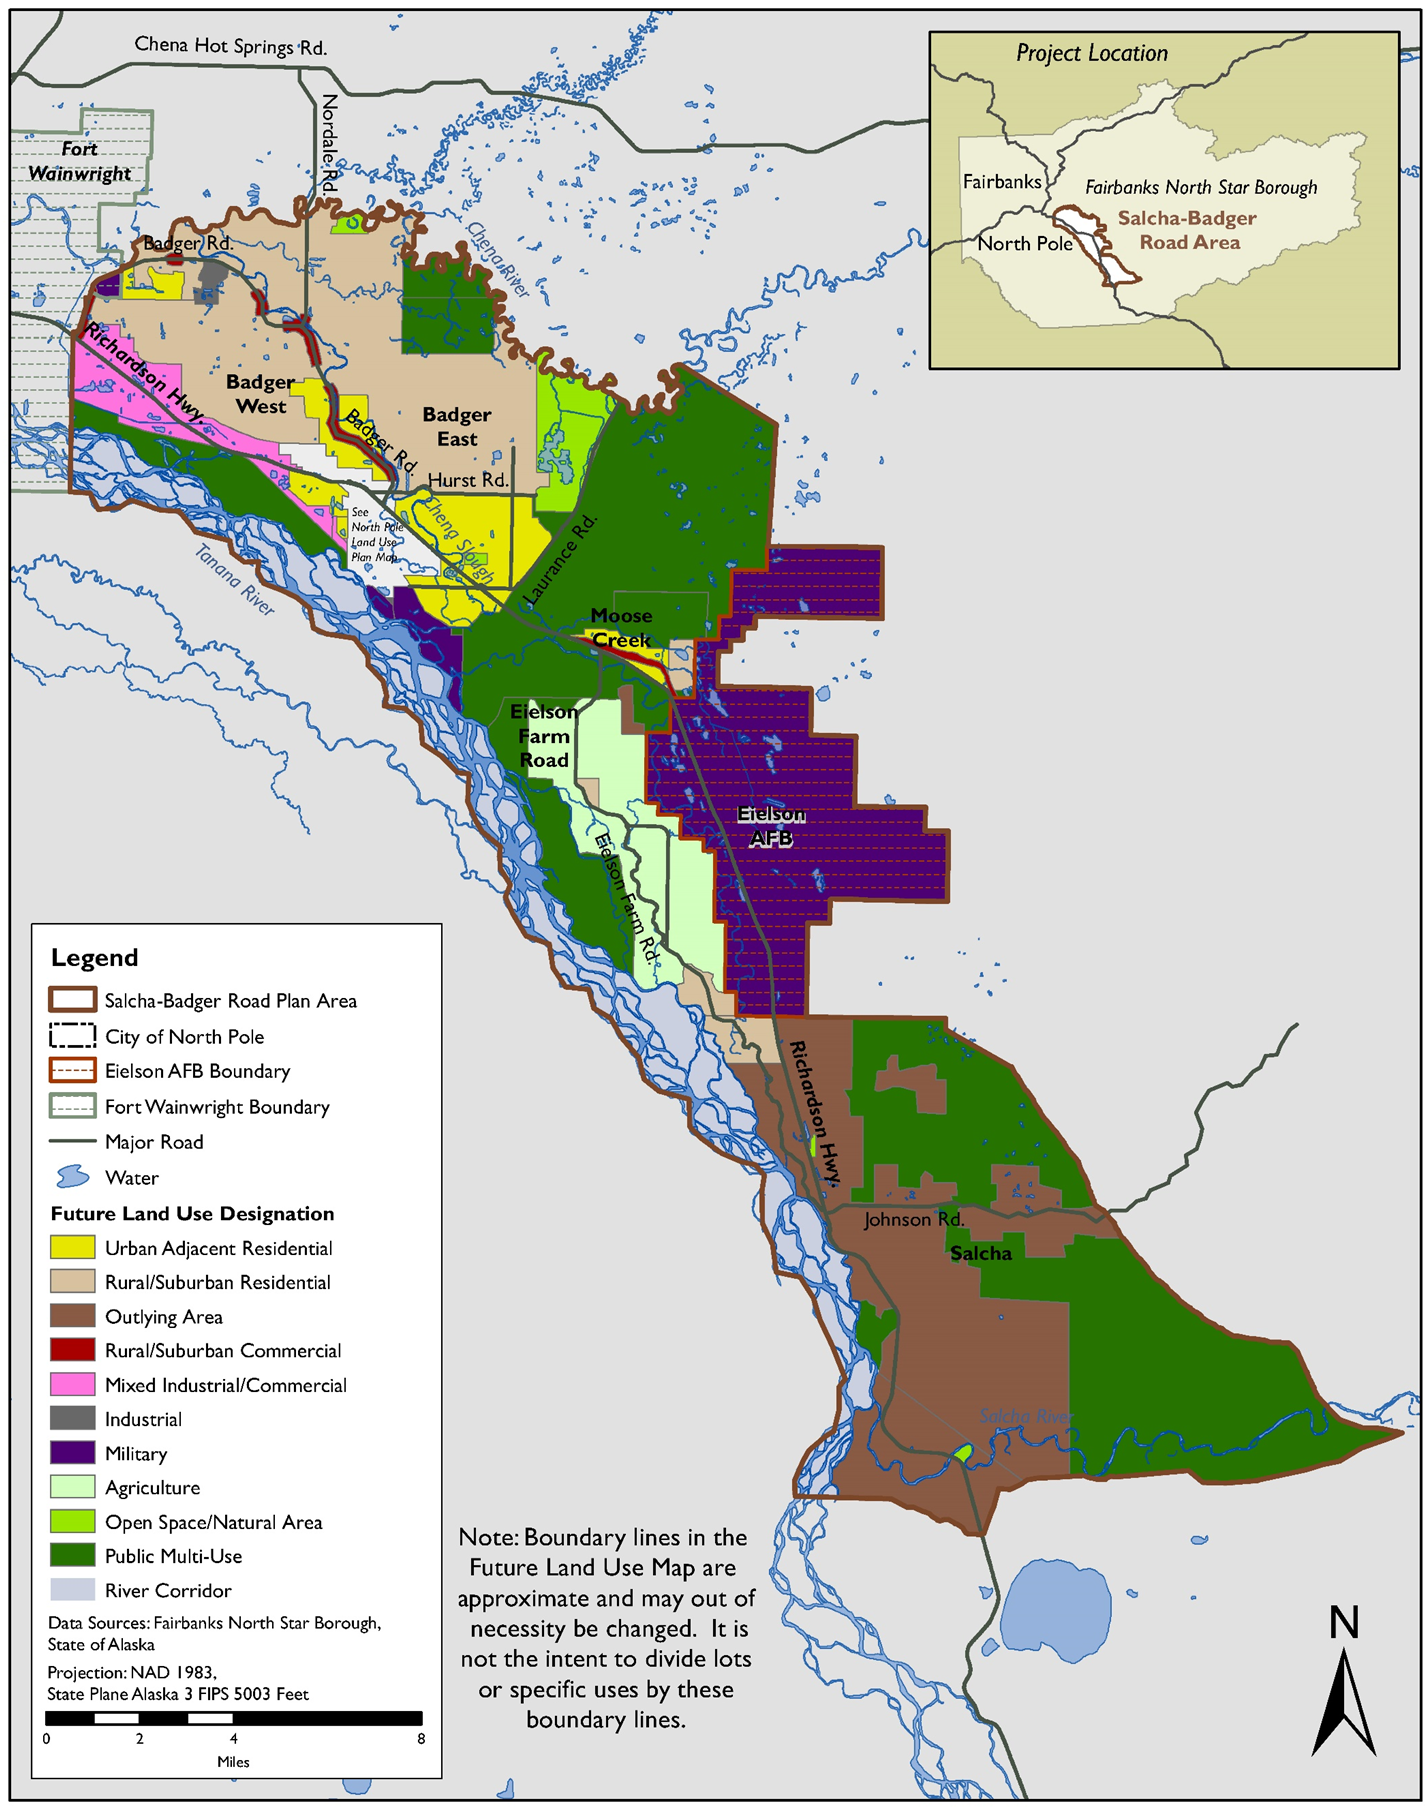 Chena Hot Springs Rd.
Nordale Rd.
Fort
Wainwright
Badger Rd.
Chena River
Richardson Hwy.
Badger
West
Badger
East
Badger Rd.
Hurst Rd.
See
North Pole
Land Use
Plan Map
Cheng Slough
Laurance Rd.
Tanana River
Moose
Creek
Eielson
Farm
Road
Eielson
AFB
Eielson Farm Rd.
Richardson Hwy.
Johnson Rd.
Salcha
Salcha River
Project Location
Fairbanks
Fairbanks North Star Borough
Salcha-Badger
Road Area
North Pole
Legend
Salcha-Badger Road Plan Area
City of North Pole
Eielson AFB Boundary
Fort Wainwright Boundary
Major Road
Water
Future Land Use Designation
Urban Adjacent Residential
Rural/Suburban Residential
Outlying Area
Rural/Suburban Commercial
Mixed Industrial/Commercial
Industrial
Military
Agriculture
Open Space/Natural Area
Public Multi-Use
River Corridor
Data Sources: Fairbanks North Star Borough,
State of Alaska
Projection: NAD 1983,
State Plane Alaska 3 FIPS 5003 Feet
0 2 4 8
Miles
Note: Boundary lines in the
Future Land Use Map are
approximate and may out of
necessity be changed. It is
not the intent to divide lots
or specific uses by these
boundary lines.
N